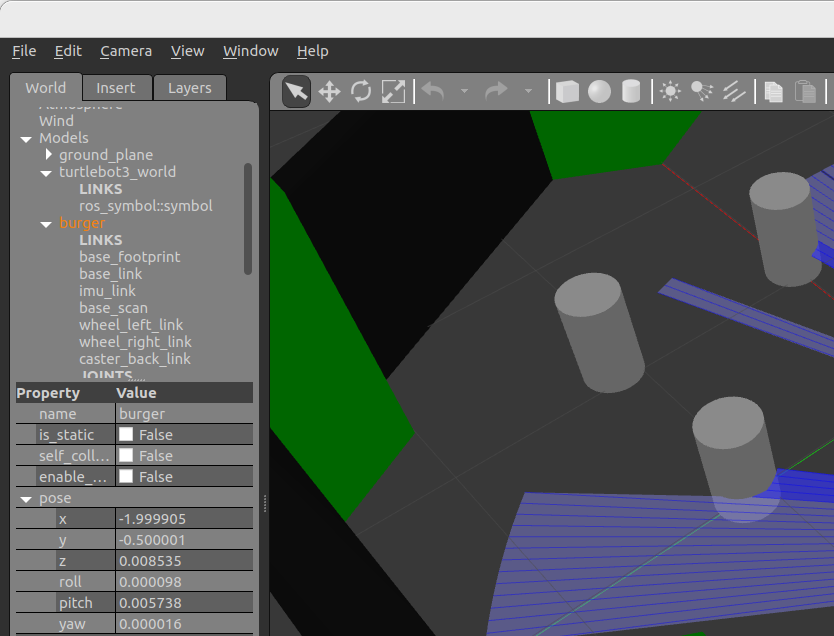 File Edit Camera View Window Help
World Insert Layers
Atmosphere
Wind
Models
ground_plane
turtlebot3_world
LINKS
ros_symbol::symbol
burger
LINKS
base_footprint
base_link
imu_link
base_scan
wheel_left_link
wheel_right_link
caster_back_link
JOINTS
Property Value
name burger
is_static False
self_coll... False
enable_... False
pose
x -1.999905
y -0.500001
z 0.008535
roll 0.000098
pitch 0.005738
yaw 0.000016